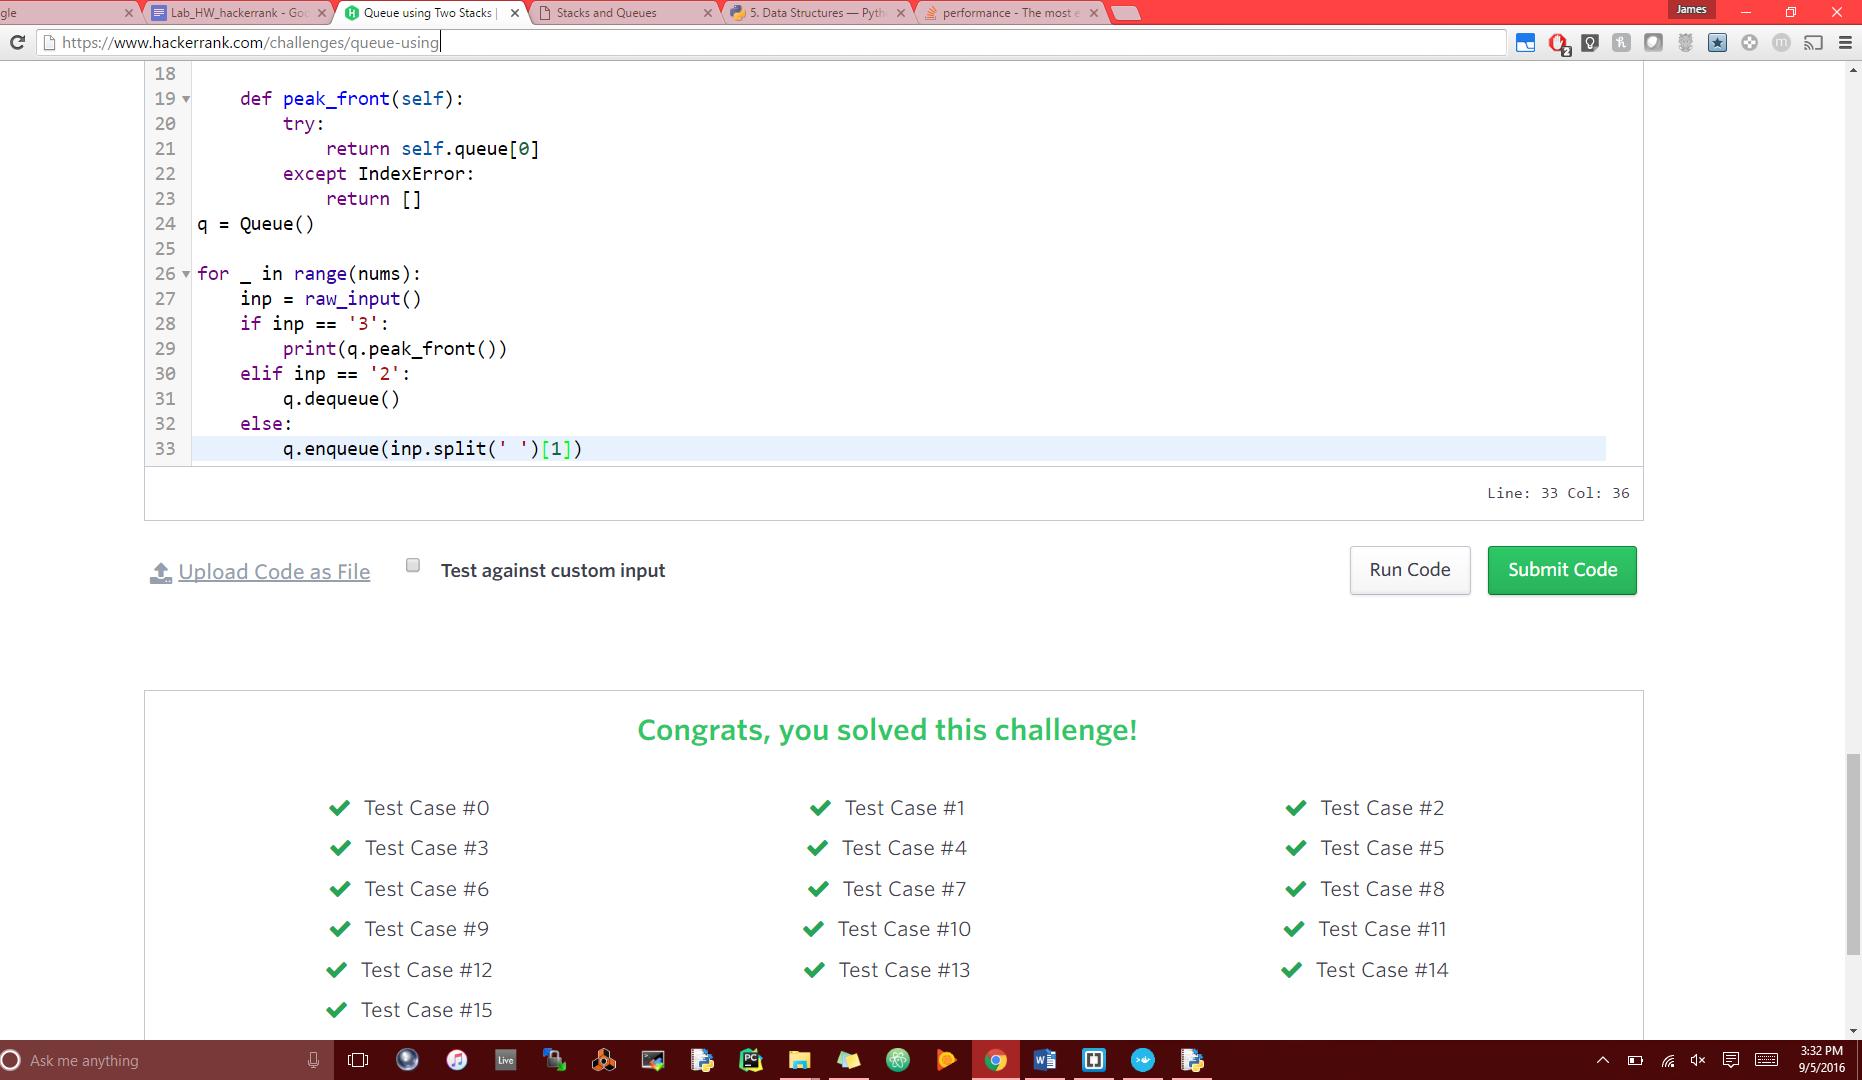 gle
Lab_HW_hackerrank - Goo
Queue using Two Stacks |
Stacks and Queues
5. Data Structures — Pyth
performance - The most e
James
https://www.hackerrank.com/challenges/queue-using
2
18
19 def peak_front(self):
20 try:
21 return self.queue[0]
22 except IndexError:
23 return []
24 q = Queue()
25
26 for _ in range(nums):
27 inp = raw_input()
28 if inp == '3':
29 print(q.peak_front())
30 elif inp == '2':
31 q.dequeue()
32 else:
33 q.enqueue(inp.split(' ')[1])
Line: 33 Col: 36
Upload Code as File
Test against custom input
Run Code
Submit Code
Congrats, you solved this challenge!
Test Case #0 Test Case #1 Test Case #2
Test Case #3 Test Case #4 Test Case #5
Test Case #6 Test Case #7 Test Case #8
Test Case #9 Test Case #10 Test Case #11
Test Case #12 Test Case #13 Test Case #14
Test Case #15
Ask me anything
Live
PC
3:32 PM
9/5/2016